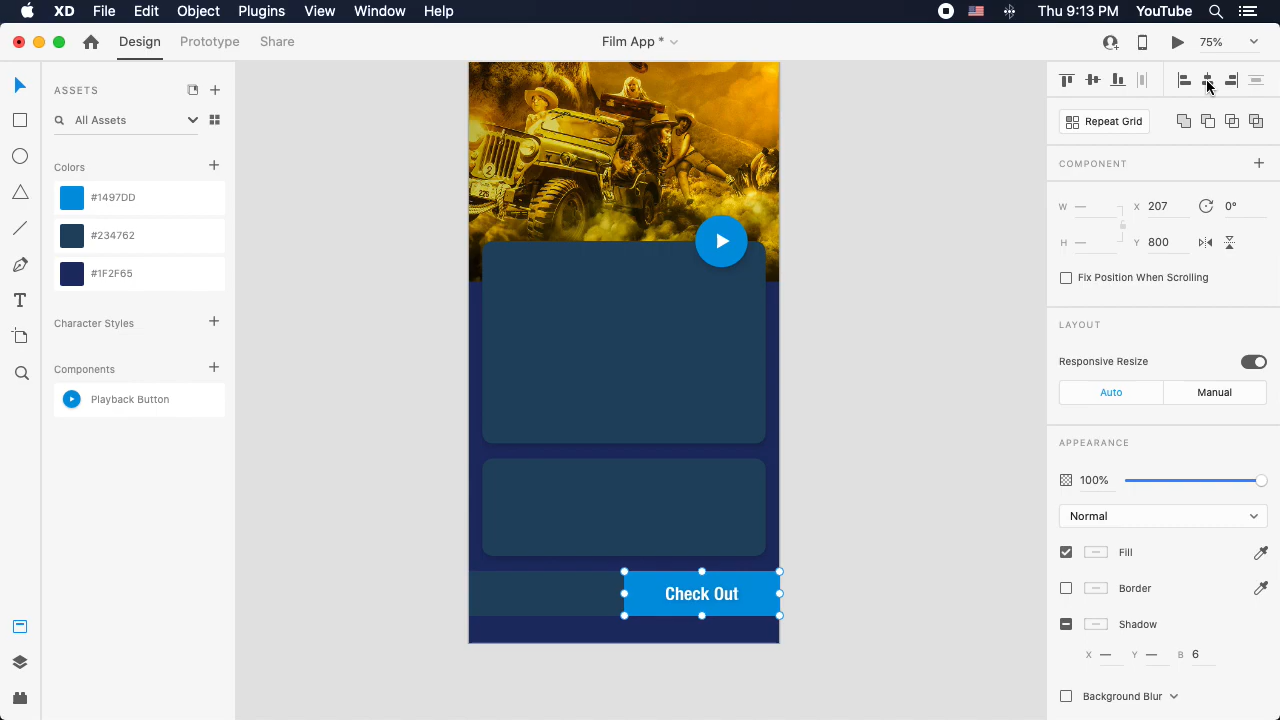 XD File Edit Object Plugins View Window Help Thu 9:13 PM YouTube
Design Prototype Share Film App * 75%
ASSETS
All Assets
Colors
#1497DD
#234762
#1F2F65
Character Styles
Components
Playback Button
Check Out
Repeat Grid
COMPONENT
W — X 207 0°
H — Y 800
Fix Position When Scrolling
LAYOUT
Responsive Resize
Auto Manual
APPEARANCE
100%
Normal
Fill
Border
Shadow
X — Y — B 6
Background Blur